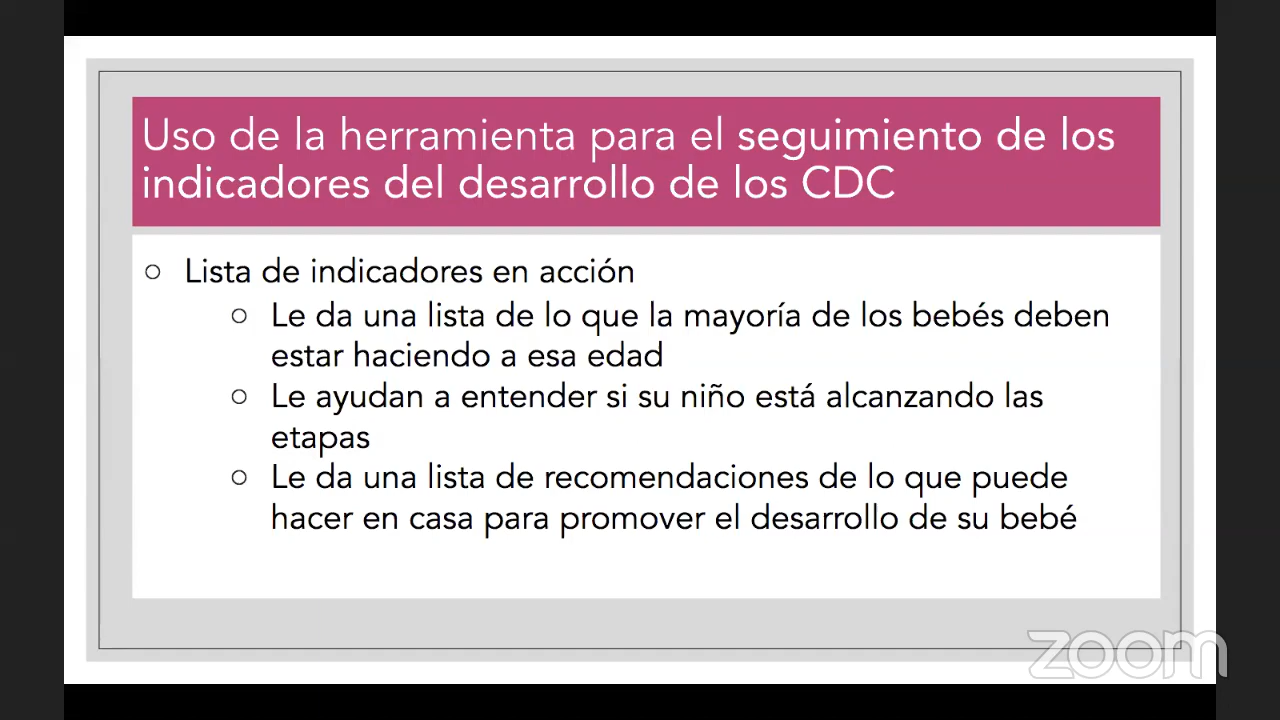 Uso de la herramienta para el seguimiento de los
indicadores del desarrollo de los CDC
○ Lista de indicadores en acción
○ Le da una lista de lo que la mayoría de los bebés deben
estar haciendo a esa edad
○ Le ayudan a entender si su niño está alcanzando las
etapas
○ Le da una lista de recomendaciones de lo que puede
hacer en casa para promover el desarrollo de su bebé
zoom